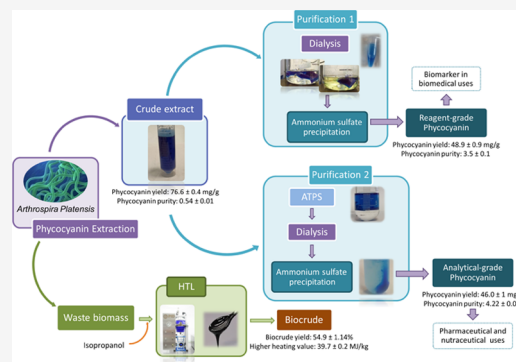 Purification 1
Dialysis
Ammonium sulfate
precipitation
Biomarker in
biomedical uses
Reagent-grade
Phycocyanin
Phycocyanin yield: 48.9 ± 0.9 mg/g
Phycocyanin purity: 3.5 ± 0.1
Crude extract
Phycocyanin yield: 76.6 ± 0.4 mg/g
Phycocyanin purity: 0.54 ± 0.01
Arthrospira Platensis
Phycocyanin Extraction
Purification 2
ATPS
Dialysis
Ammonium sulfate
precipitation
Analytical-grade
Phycocyanin
Phycocyanin yield: 46.0 ± 1 mg
Phycocyanin purity: 4.22 ± 0.0
Pharmaceutical and
nutraceutical uses
Waste biomass
Isopropanol
HTL
Biocrude
Biocrude yield: 54.9 ± 1.14%
Higher heating value: 39.7 ± 0.2 MJ/kg